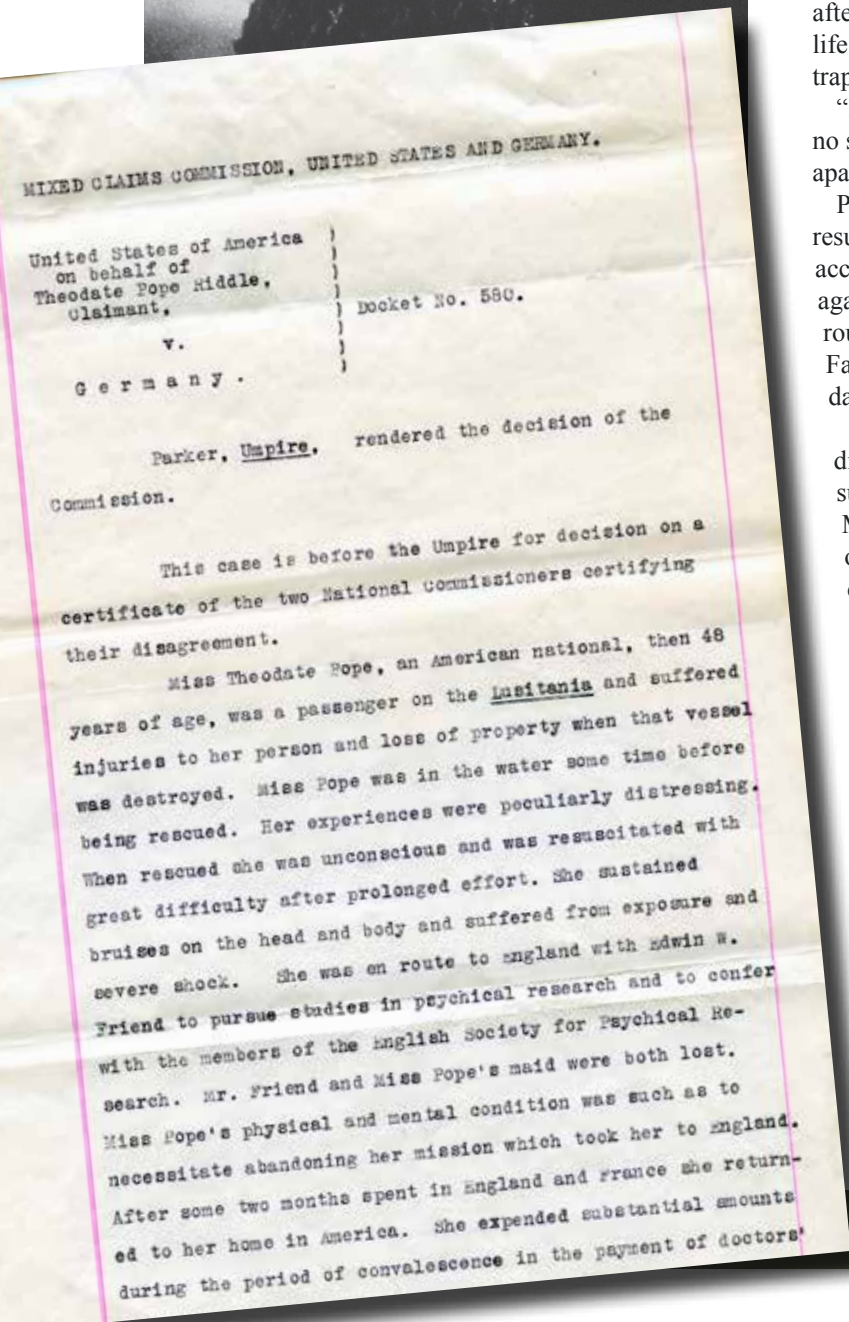 MIXED CLAIMS COMMISSION, UNITED STATES AND GERMANY.
United States of America )
on behalf of )
Theodate Pope Riddle, )
Claimant, ) Docket No. 580.
v. )
Germany. )
Parker, Umpire, rendered the decision of the
Commission.
This case is before the Umpire for decision on a
certificate of the two National Commissioners certifying
their disagreement.
Miss Theodate Pope, an American national, then 48
years of age, was a passenger on the Lusitania and suffered
injuries to her person and loss of property when that vessel
was destroyed. Miss Pope was in the water some time before
being rescued. Her experiences were peculiarly distressing.
When rescued she was unconscious and was resuscitated with
great difficulty after prolonged effort. She sustained
bruises on the head and body and suffered from exposure and
severe shock. She was en route to England with Edwin W.
Friend to pursue studies in psychical research and to confer
with the members of the English Society for Psychical Re-
search. Mr. Friend and Miss Pope's maid were both lost.
Miss Pope's physical and mental condition was such as to
necessitate abandoning her mission which took her to England.
After some two months spent in England and France she return-
ed to her home in America. She expended substantial amounts
during the period of convalescence in the payment of doctors'
afte
life
trap
“
no s
apa
P
resu
acc
aga
rou
Fa
da
di
su
M